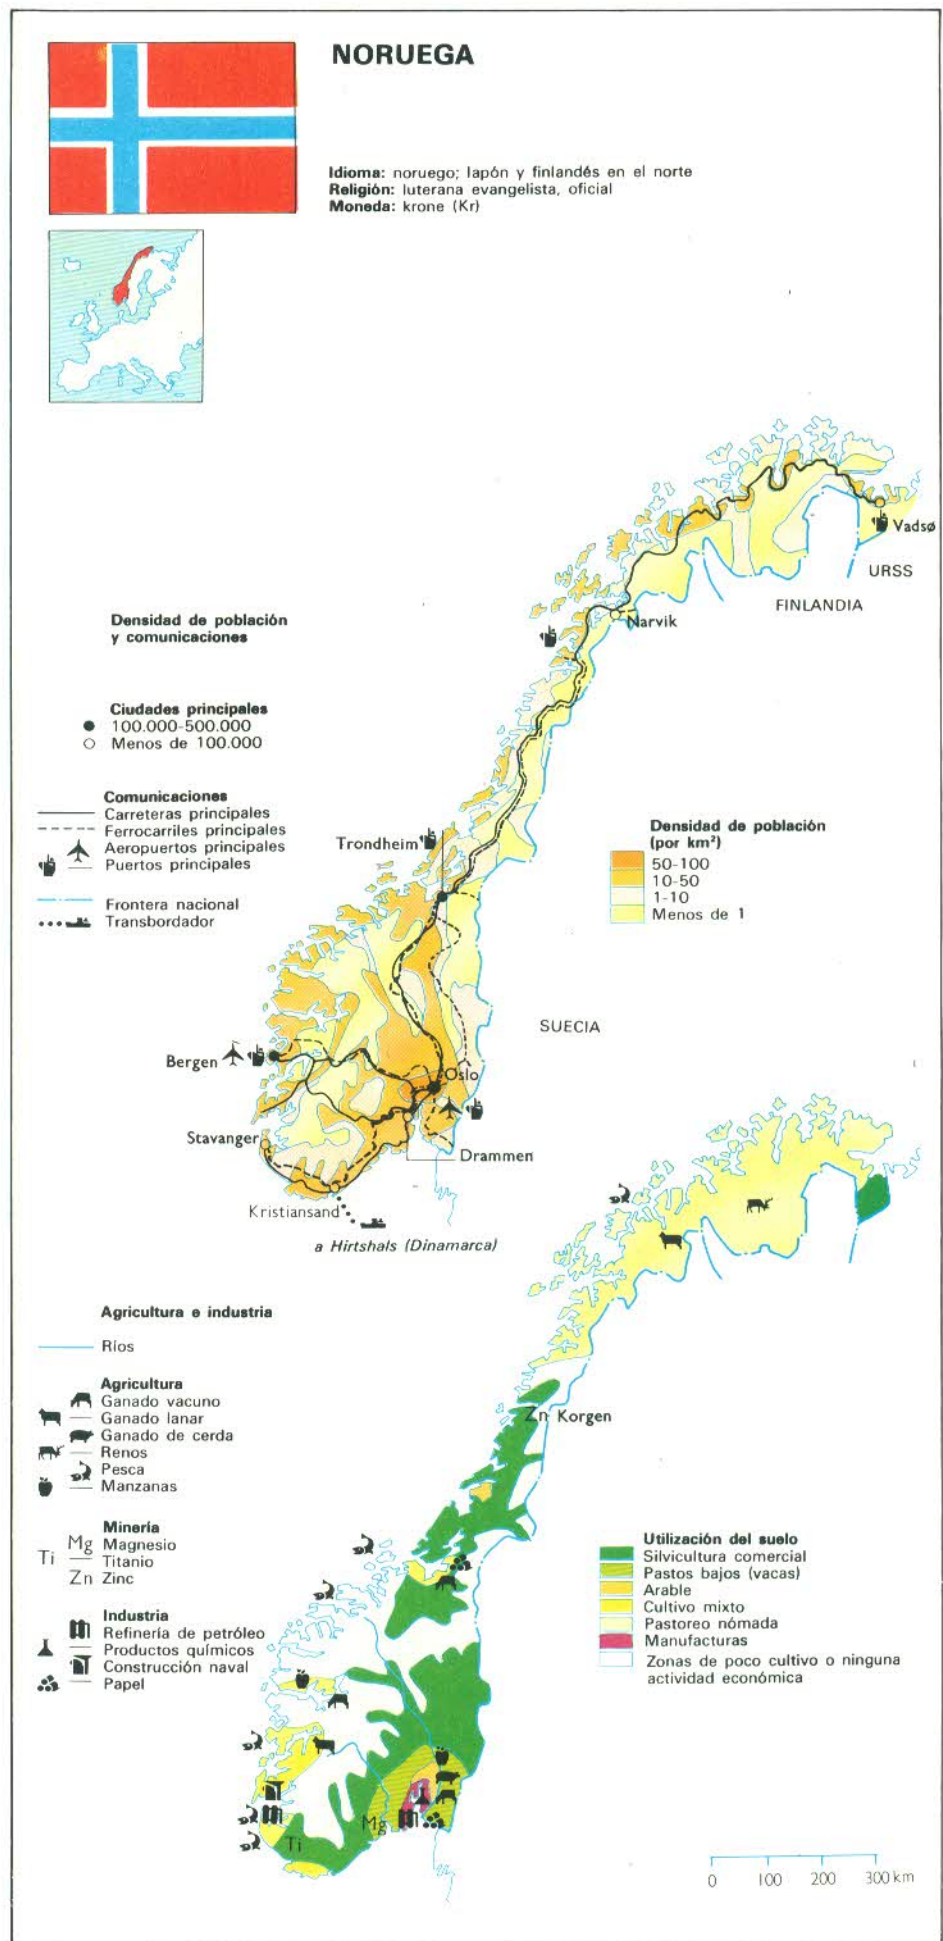 NORUEGA
Idioma: noruego; lapón y finlandés en el norte
Religión: luterana evangelista, oficial
Moneda: krone (Kr)
Vadsø
URSS
FINLANDIA
Narvik
Densidad de población
y comunicaciones
Ciudades principales
100.000-500.000
Menos de 100.000
Comunicaciones
Carreteras principales
Ferrocarriles principales
Aeropuertos principales
Puertos principales
Frontera nacional
Transbordador
Trondheim
Densidad de población
(por km²)
50-100
10-50
1-10
Menos de 1
SUECIA
Bergen
Oslo
Stavanger
Drammen
Kristiansand
a Hirtshals (Dinamarca)
Agricultura e industria
Ríos
Agricultura
Ganado vacuno
Ganado lanar
Ganado de cerda
Renos
Pesca
Manzanas
Minería
Mg Magnesio
Ti Titanio
Zn Zinc
Industria
Refinería de petróleo
Productos químicos
Construcción naval
Papel
Zn Korgen
Utilización del suelo
Silvicultura comercial
Pastos bajos (vacas)
Arable
Cultivo mixto
Pastoreo nómada
Manufacturas
Zonas de poco cultivo o ninguna
actividad económica
Mg
Ti
0 100 200 300 km